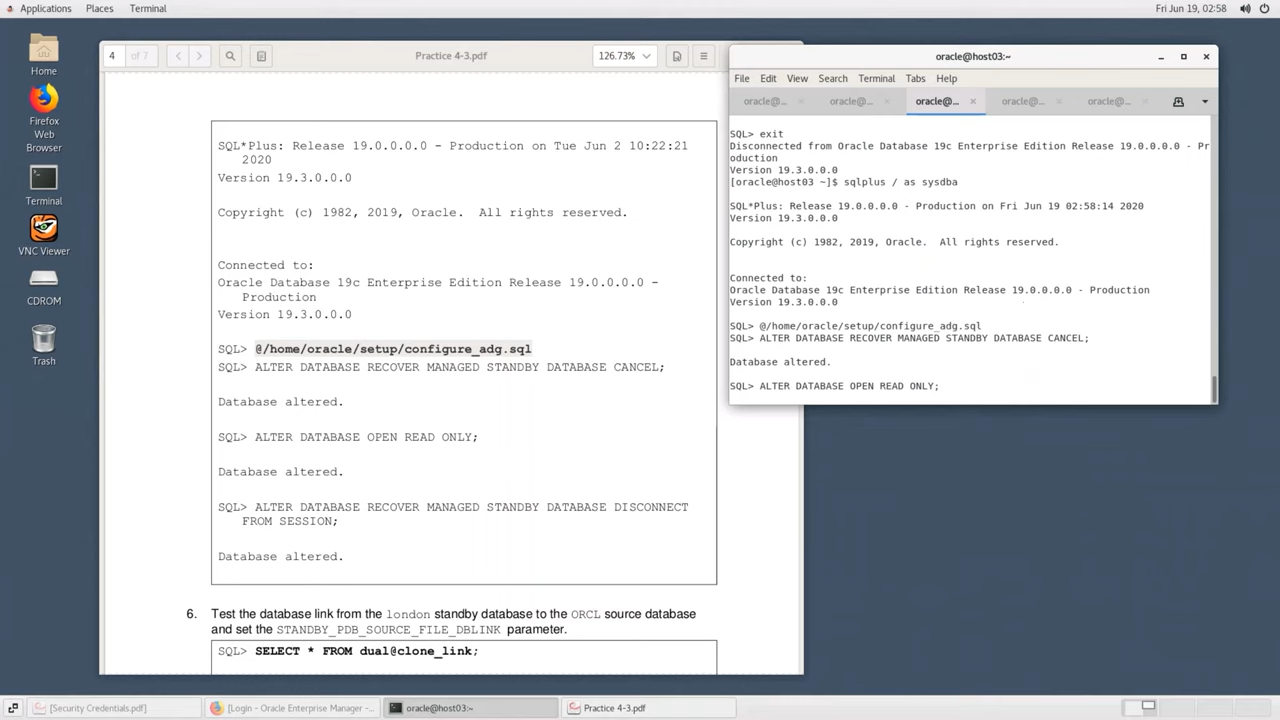 Applications Places Terminal Fri Jun 19, 02:58
Home
Firefox
Web
Browser
Terminal
VNC Viewer
CDROM
Trash
4 of 7 Practice 4-3.pdf 126.73%
SQL*Plus: Release 19.0.0.0.0 - Production on Tue Jun 2 10:22:21
2020
Version 19.3.0.0.0
Copyright (c) 1982, 2019, Oracle. All rights reserved.
Connected to:
Oracle Database 19c Enterprise Edition Release 19.0.0.0.0 -
Production
Version 19.3.0.0.0
SQL> @/home/oracle/setup/configure_adg.sql
SQL> ALTER DATABASE RECOVER MANAGED STANDBY DATABASE CANCEL;
Database altered.
SQL> ALTER DATABASE OPEN READ ONLY;
Database altered.
SQL> ALTER DATABASE RECOVER MANAGED STANDBY DATABASE DISCONNECT
FROM SESSION;
Database altered.
6. Test the database link from the london standby database to the ORCL source database
and set the STANDBY_PDB_SOURCE_FILE_DBLINK parameter.
SQL> SELECT * FROM dual@clone_link;
oracle@host03:~
File Edit View Search Terminal Tabs Help
oracle@... oracle@... oracle@... oracle@... oracle@...
SQL> exit
Disconnected from Oracle Database 19c Enterprise Edition Release 19.0.0.0.0 - Pr
oduction
Version 19.3.0.0.0
[oracle@host03 ~]$ sqlplus / as sysdba
SQL*Plus: Release 19.0.0.0.0 - Production on Fri Jun 19 02:58:14 2020
Version 19.3.0.0.0
Copyright (c) 1982, 2019, Oracle. All rights reserved.
Connected to:
Oracle Database 19c Enterprise Edition Release 19.0.0.0.0 - Production
Version 19.3.0.0.0
SQL> @/home/oracle/setup/configure_adg.sql
SQL> ALTER DATABASE RECOVER MANAGED STANDBY DATABASE CANCEL;
Database altered.
SQL> ALTER DATABASE OPEN READ ONLY;
[Security Credentials.pdf] [Login - Oracle Enterprise Manager -... oracle@host03:~ Practice 4-3.pdf